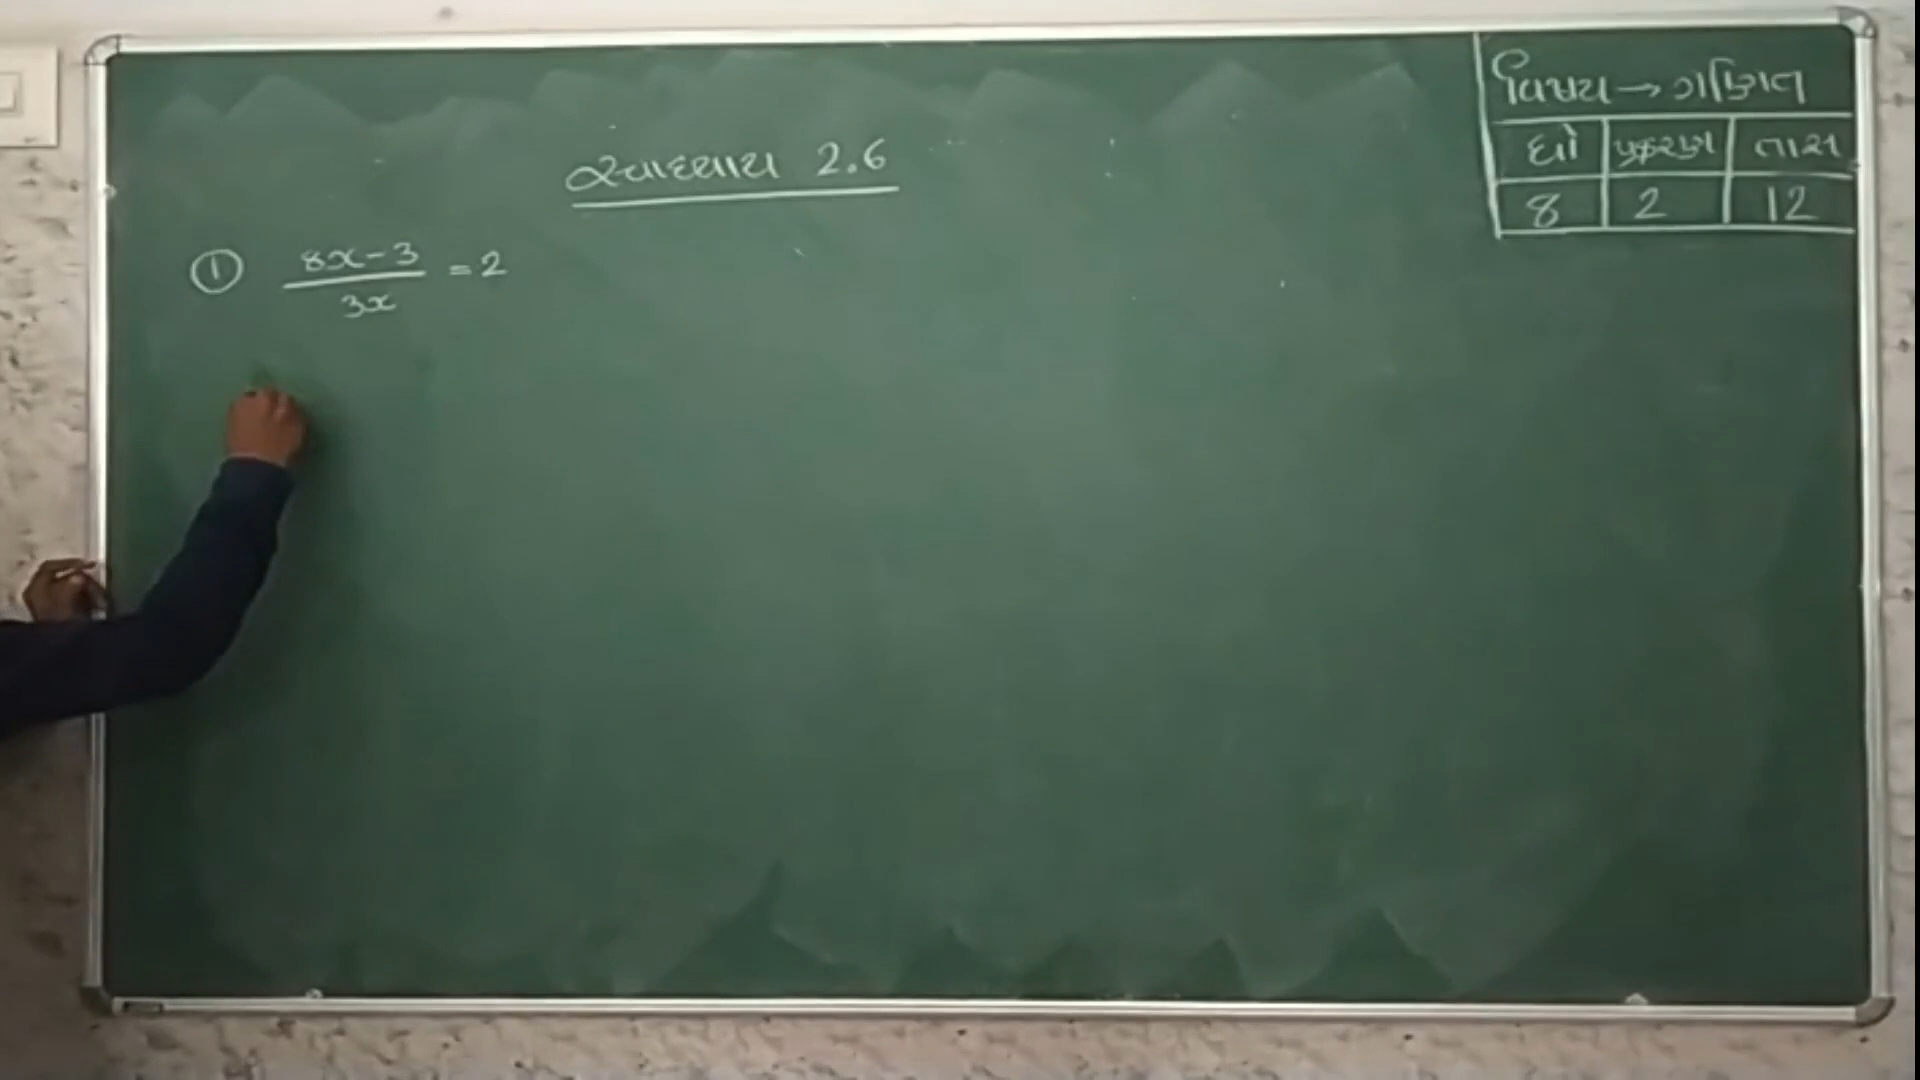 વિષય → ગણિત
ધો પ્રકરણ તાસ
8 2 12
સ્વાધ્યાય 2.6
① 8x-3 / 3x = 2